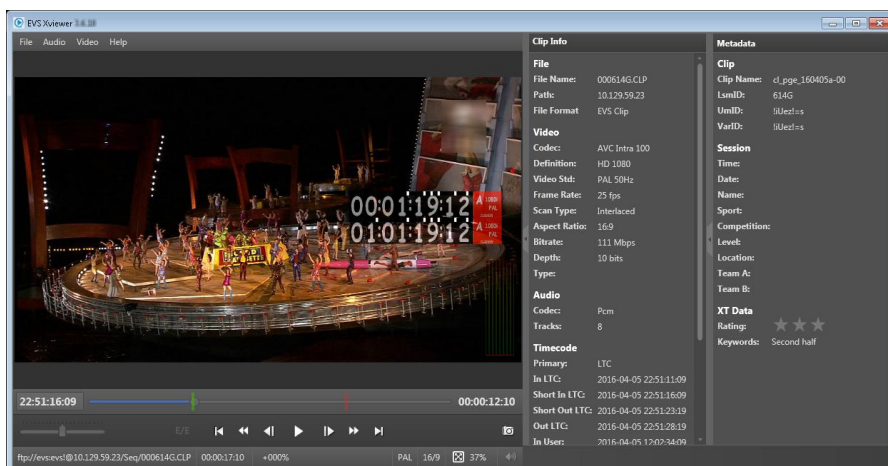 EVS Xviewer
File Audio Video Help
00:01:19:12
A 1080i
PAL
01:01:19:12
A 1080i
PAL
22:51:16:09
00:00:12:10
E/E
ftp://evs:evs!@10.129.59.23/Seq/000614G.CLP 00:00:17:10 +000% PAL 16/9 37%
Clip Info
File
File Name: 000614G.CLP
Path: 10.129.59.23
File Format EVS Clip
Video
Codec: AVC Intra 100
Definition: HD 1080
Video Std: PAL 50Hz
Frame Rate: 25 fps
Scan Type: Interlaced
Aspect Ratio: 16:9
Bitrate: 111 Mbps
Depth: 10 bits
Type:
Audio
Codec: Pcm
Tracks: 8
Timecode
Primary: LTC
In LTC: 2016-04-05 22:51:11:09
Short In LTC: 2016-04-05 22:51:16:09
Short Out LTC: 2016-04-05 22:51:23:19
Out LTC: 2016-04-05 22:51:28:19
In User: 2016-04-05 12:02:34:09
Metadata
Clip
Clip Name: cl_pge_160405a-00
LsmID: 614G
UmID: !iUez!=s
VarID: !iUez!=s
Session
Time:
Date:
Name:
Sport:
Competition:
Level:
Location:
Team A:
Team B:
XT Data
Rating:
Keywords: Second half